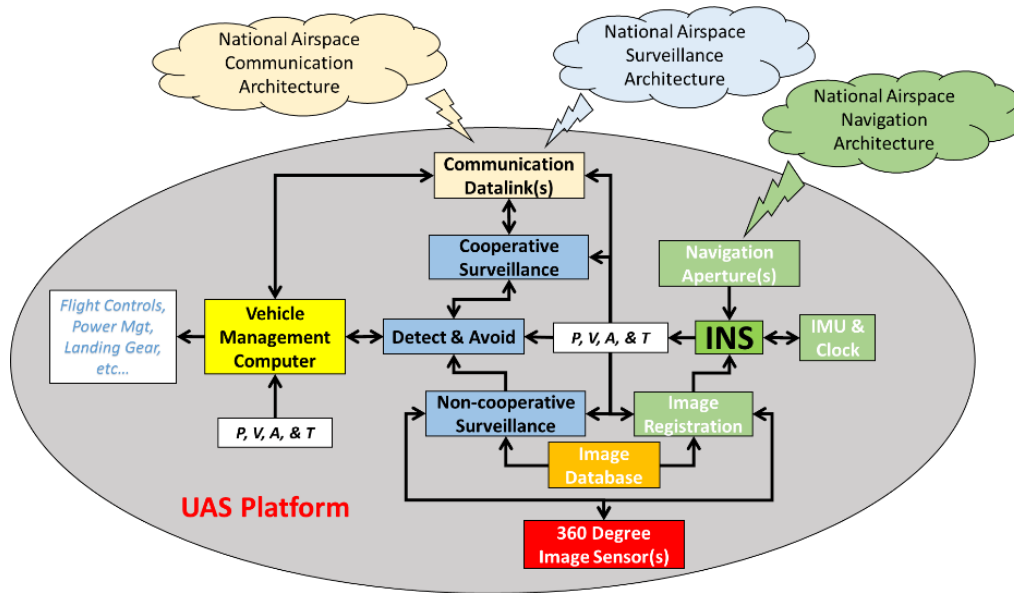 National Airspace
Communication
Architecture
National Airspace
Surveillance
Architecture
National Airspace
Navigation
Architecture
Communication
Datalink(s)
Cooperative
Surveillance
Navigation
Aperture(s)
Flight Controls,
Power Mgt,
Landing Gear,
etc...
Vehicle
Management
Computer
Detect & Avoid
P, V, A, & T
INS
IMU &
Clock
P, V, A, & T
Non-cooperative
Surveillance
Image
Registration
Image
Database
UAS Platform
360 Degree
Image Sensor(s)